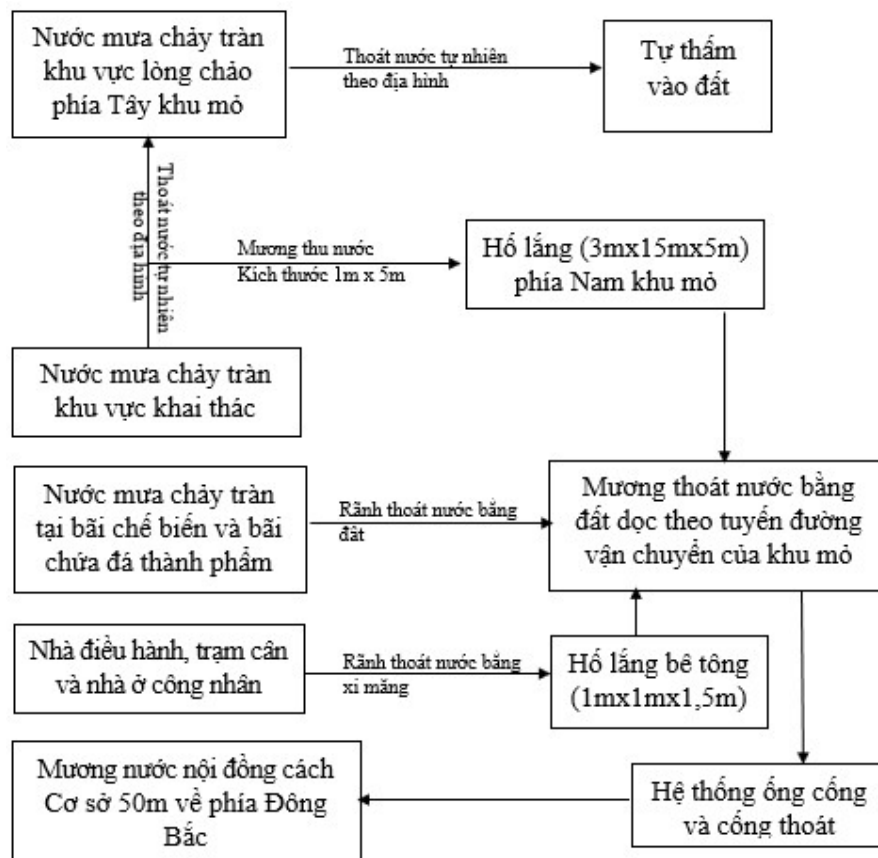 Nước mưa chảy tràn
khu vực lòng chảo
phía Tây khu mỏ
Thoát nước tự nhiên
theo địa hình
Tự thấm
vào đất
Thoát nước tự nhiên
theo địa hình
Mương thu nước
Kích thước 1m x 5m
Hố lắng (3mx15mx5m)
phía Nam khu mỏ
Nước mưa chảy tràn
khu vực khai thác
Nước mưa chảy tràn
tại bãi chế biến và bãi
chứa đá thành phẩm
Rãnh thoát nước bằng
đât
Mương thoát nước bằng
đất dọc theo tuyến đường
vận chuyển của khu mỏ
Nhà điều hành, trạm cân
và nhà ở công nhân
Rãnh thoát nước bằng
xi măng
Hố lắng bê tông
(1mx1mx1,5m)
Mương nước nội đồng cách
Cơ sở 50m về phía Đông
Bắc
Hệ thống ống cống
và cống thoát